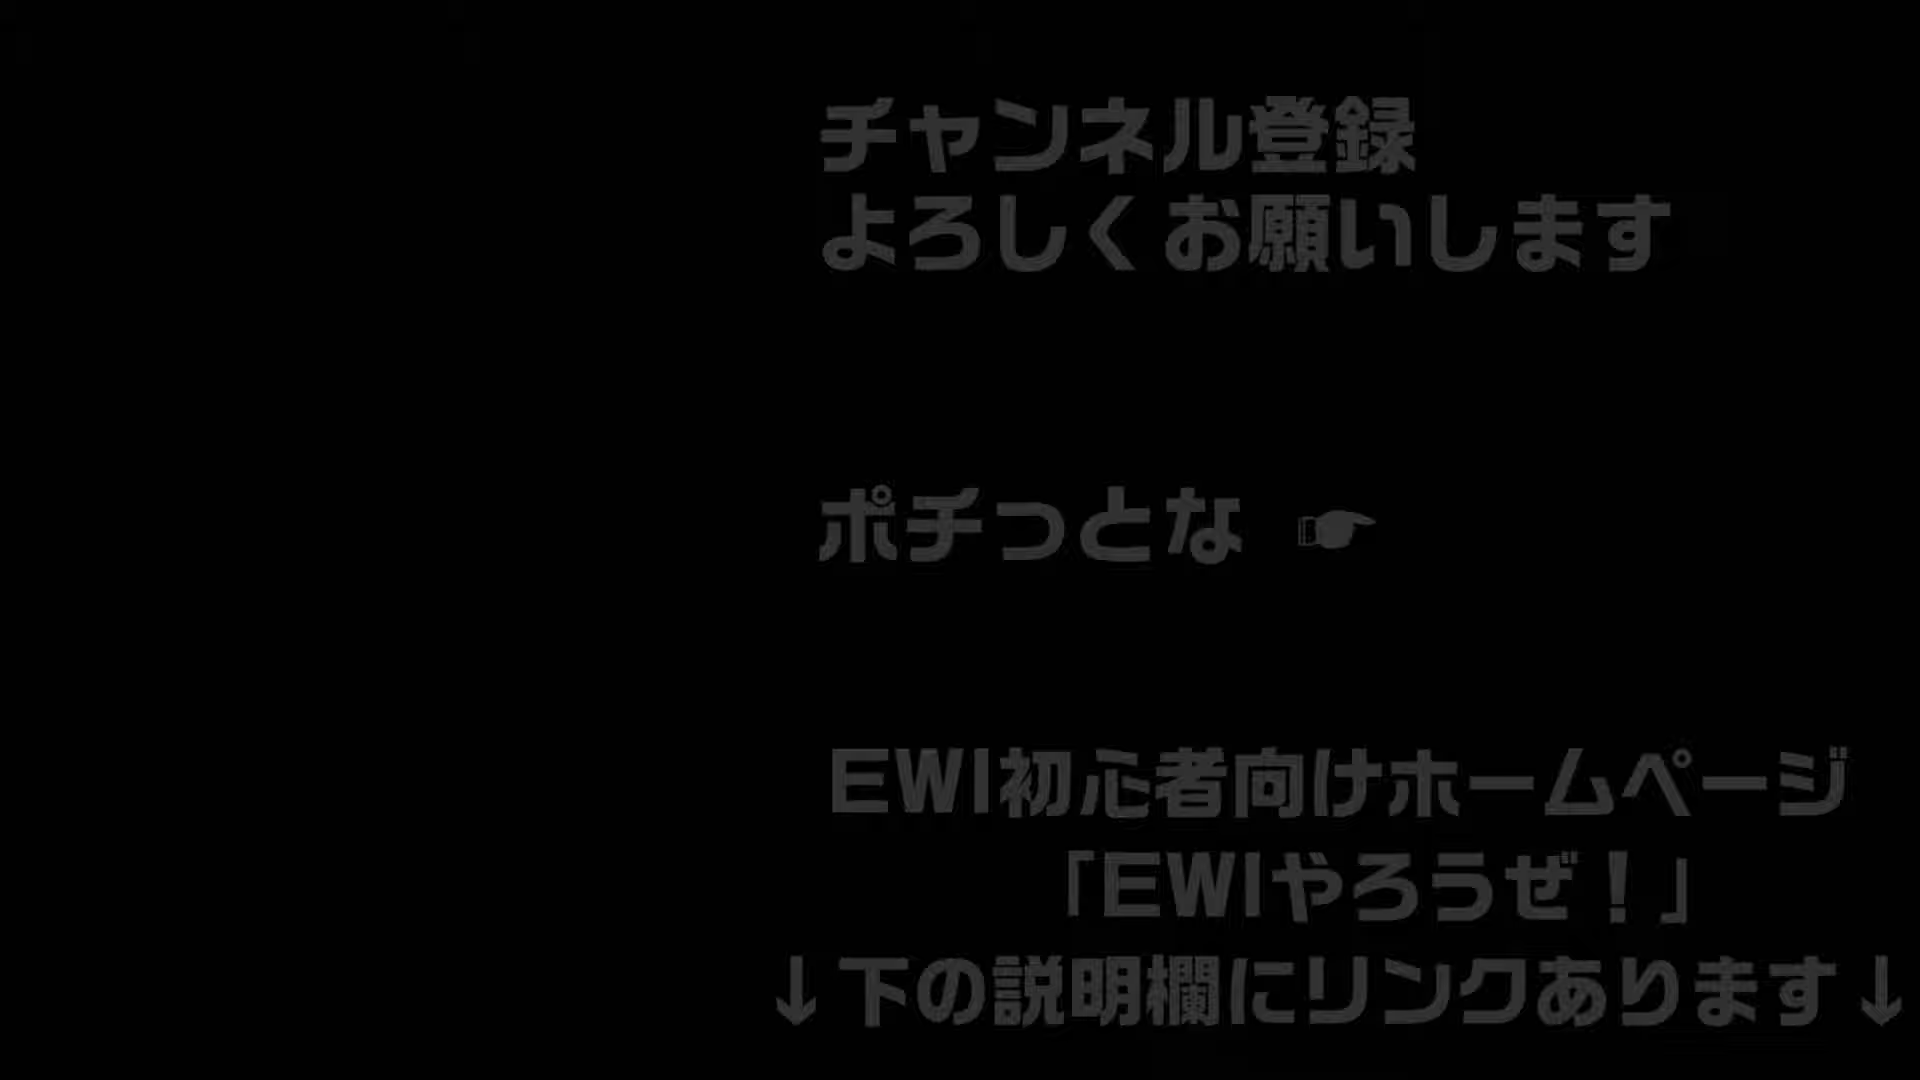 チャンネル登録
よろしくお願いします
ポチっとな ☛
EWI初心者向けホームページ
「EWIやろうぜ！」
↓下の説明欄にリンクあります↓